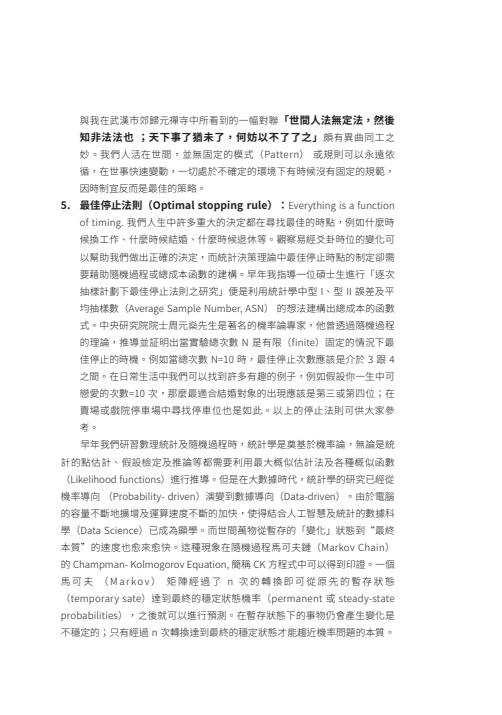 與我在武漢市郊歸元禪寺中所看到的一幅對聯「世間人法無定法，然後
知非法法也 ；天下事了猶未了，何妨以不了了之」頗有異曲同工之
妙。我們人活在世間，並無固定的模式（Pattern） 或規則可以永遠依
循，在世事快速變動，一切處於不確定的環境下有時候沒有固定的規範，
因時制宜反而是最佳的策略。
5. 最佳停止法則（Optimal stopping rule）：Everything is a function
of timing. 我們人生中許多重大的決定都在尋找最佳的時點，例如什麼時
候換工作、什麼時候結婚、什麼時候退休等。觀察易經爻卦時位的變化可
以幫助我們做出正確的決定，而統計決策理論中最佳停止時點的制定卻需
要藉助隨機過程或總成本函數的建構。早年我指導一位碩士生進行「逐次
抽樣計劃下最佳停止法則之研究」便是利用統計學中型 I、型 II 誤差及平
均抽樣數（Average Sample Number, ASN） 的想法建構出總成本的函數
式。中央研究院院士周元燊先生是著名的機率論專家，他曾透過隨機過程
的理論，推導並証明出當實驗總次數 N 是有限（finite）固定的情況下最
佳停止的時機。例如當總次數 N=10 時，最佳停止次數應該是介於 3 跟 4
之間。在日常生活中我們可以找到許多有趣的例子，例如假設你一生中可
戀愛的次數=10 次，那麼最適合結婚對象的出現應該是第三或第四位；在
賣場或戲院停車場中尋找停車位也是如此。以上的停止法則可供大家參
考。
早年我們研習數理統計及隨機過程時，統計學是奠基於機率論，無論是統
計的點估計、假設檢定及推論等都需要利用最大概似估計法及各種概似函數
（Likelihood functions）進行推導。但是在大數據時代，統計學的研究已經從
機率導向 （Probability- driven）演變到數據導向（Data-driven）。由於電腦
的容量不斷地擴增及運算速度不斷的加快，使得結合人工智慧及統計的數據科
學（Data Science）已成為顯學。而世間萬物從暫存的「變化」狀態到“最終
本質”的速度也愈來愈快。這種現象在隨機過程馬可夫鏈（Markov Chain）
的 Champman- Kolmogorov Equation, 簡稱 CK 方程式中可以得到印證。一個
馬可夫 （Markov） 矩陣經過了 n 次的轉換即可從原先的暫存狀態
（temporary sate）達到最終的穩定狀態機率（permanent 或 steady-state
probabilities），之後就可以進行預測。在暫存狀態下的事物仍會產生變化是
不穩定的；只有經過 n 次轉換達到最終的穩定狀態才能趨近機率問題的本質。